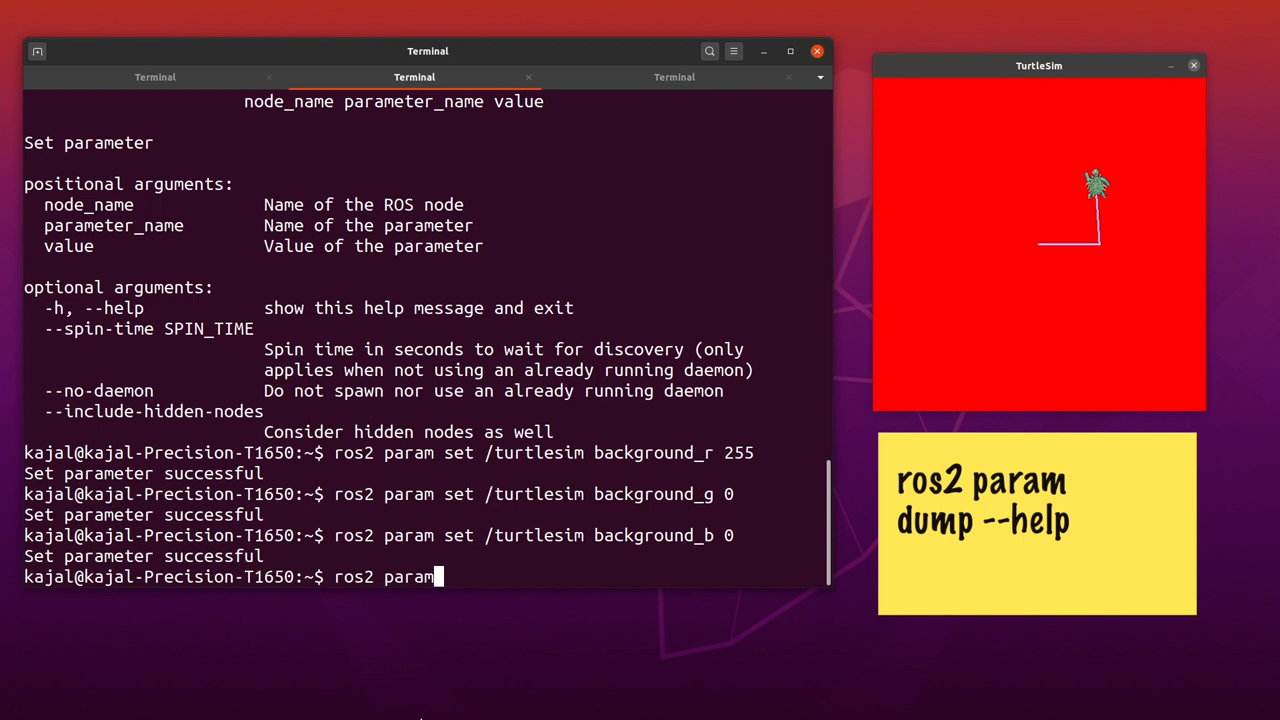 Terminal
Terminal
Terminal
Terminal
node_name parameter_name value
Set parameter
positional arguments:
node_name Name of the ROS node
parameter_name Name of the parameter
value Value of the parameter
optional arguments:
-h, --help show this help message and exit
--spin-time SPIN_TIME
Spin time in seconds to wait for discovery (only
applies when not using an already running daemon)
--no-daemon Do not spawn nor use an already running daemon
--include-hidden-nodes
Consider hidden nodes as well
kajal@kajal-Precision-T1650:~$ ros2 param set /turtlesim background_r 255
Set parameter successful
kajal@kajal-Precision-T1650:~$ ros2 param set /turtlesim background_g 0
Set parameter successful
kajal@kajal-Precision-T1650:~$ ros2 param set /turtlesim background_b 0
Set parameter successful
kajal@kajal-Precision-T1650:~$ ros2 param
TurtleSim
ros2 param
dump --help